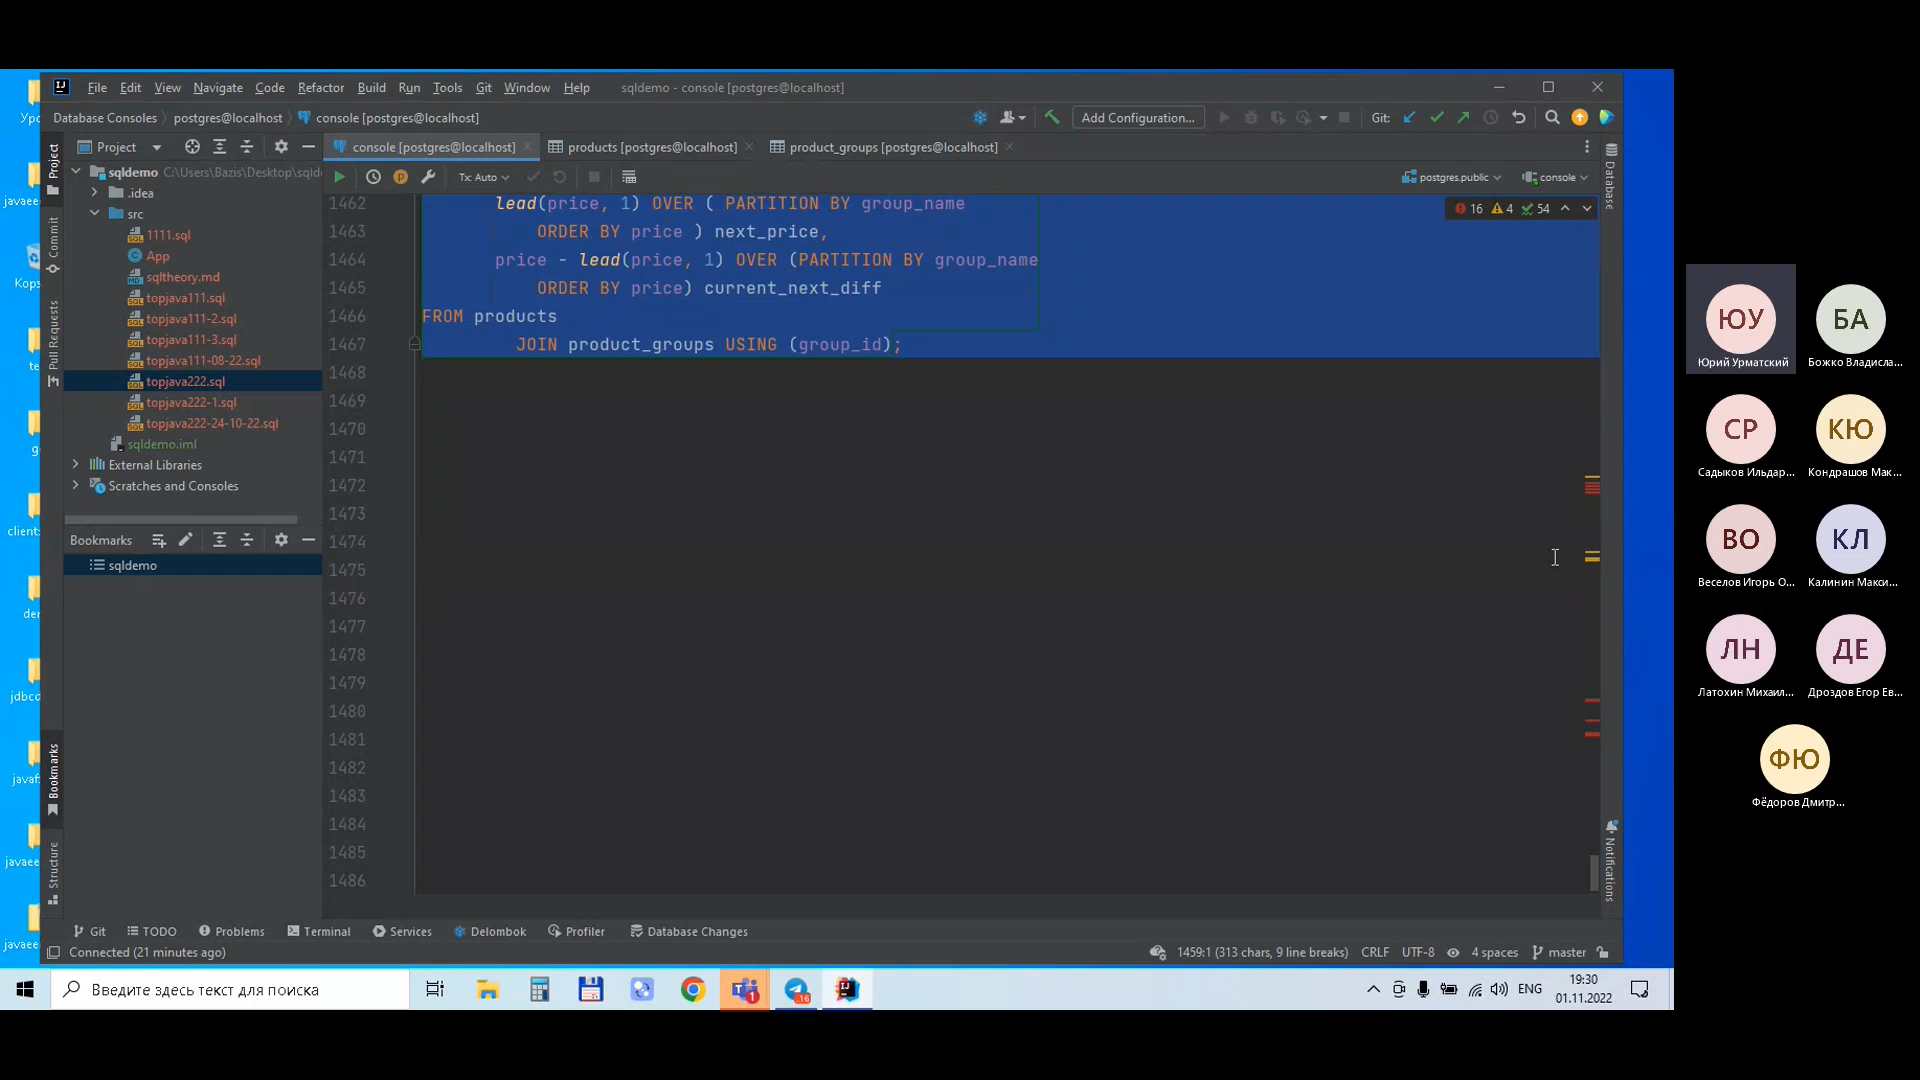 File Edit View Navigate Code Refactor Build Run Tools Git Window Help sqldemo - console [postgres@localhost]
Database Consoles postgres@localhost console [postgres@localhost] Add Configuration... Git:
Project console [postgres@localhost] products [postgres@localhost] product_groups [postgres@localhost]
sqldemo C:\Users\Bazis\Desktop\sqld
Tx: Auto postgres.public console
.idea
src
1111.sql
App
sqltheory.md
topjava111.sql
topjava111-2.sql
topjava111-3.sql
topjava111-08-22.sql
topjava222.sql
topjava222-1.sql
topjava222-24-10-22.sql
sqldemo.iml
External Libraries
Scratches and Consoles
Bookmarks
sqldemo
Project
Commit
Pull Requests
Bookmarks
Structure
16 4 54
1462 lead(price, 1) OVER ( PARTITION BY group_name
1463 ORDER BY price ) next_price,
1464 price - lead(price, 1) OVER (PARTITION BY group_name
1465 ORDER BY price) current_next_diff
1466 FROM products
1467 JOIN product_groups USING (group_id);
1468
1469
1470
1471
1472
1473
1474
1475
1476
1477
1478
1479
1480
1481
1482
1483
1484
1485
1486
Database
Notifications
Git TODO Problems Terminal Services Delombok Profiler Database Changes
Connected (21 minutes ago) 1459:1 (313 chars, 9 line breaks) CRLF UTF-8 4 spaces master
Введите здесь текст для поиска
1
16
ENG
19:30
01.11.2022
ЮУ
Юрий Урматский
БА
Божко Владисла...
СР
Садыков Ильдар...
КЮ
Кондрашов Мак...
ВО
Веселов Игорь О...
КЛ
Калинин Макси...
ЛН
Латохин Михаил...
ДЕ
Дроздов Егор Ев...
ФЮ
Фёдоров Дмитр...